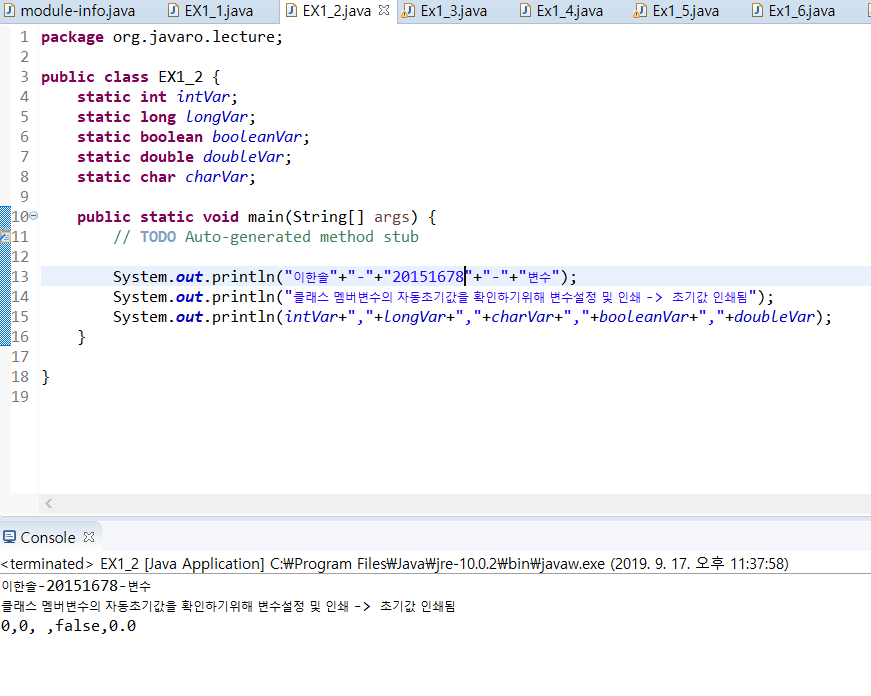 module-info.java EX1_1.java EX1_2.java Ex1_3.java Ex1_4.java Ex1_5.java Ex1_6.java
1 package org.javaro.lecture;
2
3 public class EX1_2 {
4 static int intVar;
5 static long longVar;
6 static boolean booleanVar;
7 static double doubleVar;
8 static char charVar;
9
10 public static void main(String[] args) {
11 // TODO Auto-generated method stub
12
13 System.out.println("이한솔"+"-"+"20151678"+"-"+"변수");
14 System.out.println("클래스 멤버변수의 자동초기값을 확인하기위해 변수설정 및 인쇄 -> 초기값 인쇄됨");
15 System.out.println(intVar+","+longVar+","+charVar+","+booleanVar+","+doubleVar);
16 }
17
18 }
19
Console
<terminated> EX1_2 [Java Application] C:₩Program Files₩Java₩jre-10.0.2₩bin₩javaw.exe (2019. 9. 17. 오후 11:37:58)
이한솔-20151678-변수
클래스 멤버변수의 자동초기값을 확인하기위해 변수설정 및 인쇄 -> 초기값 인쇄됨
0,0, ,false,0.0